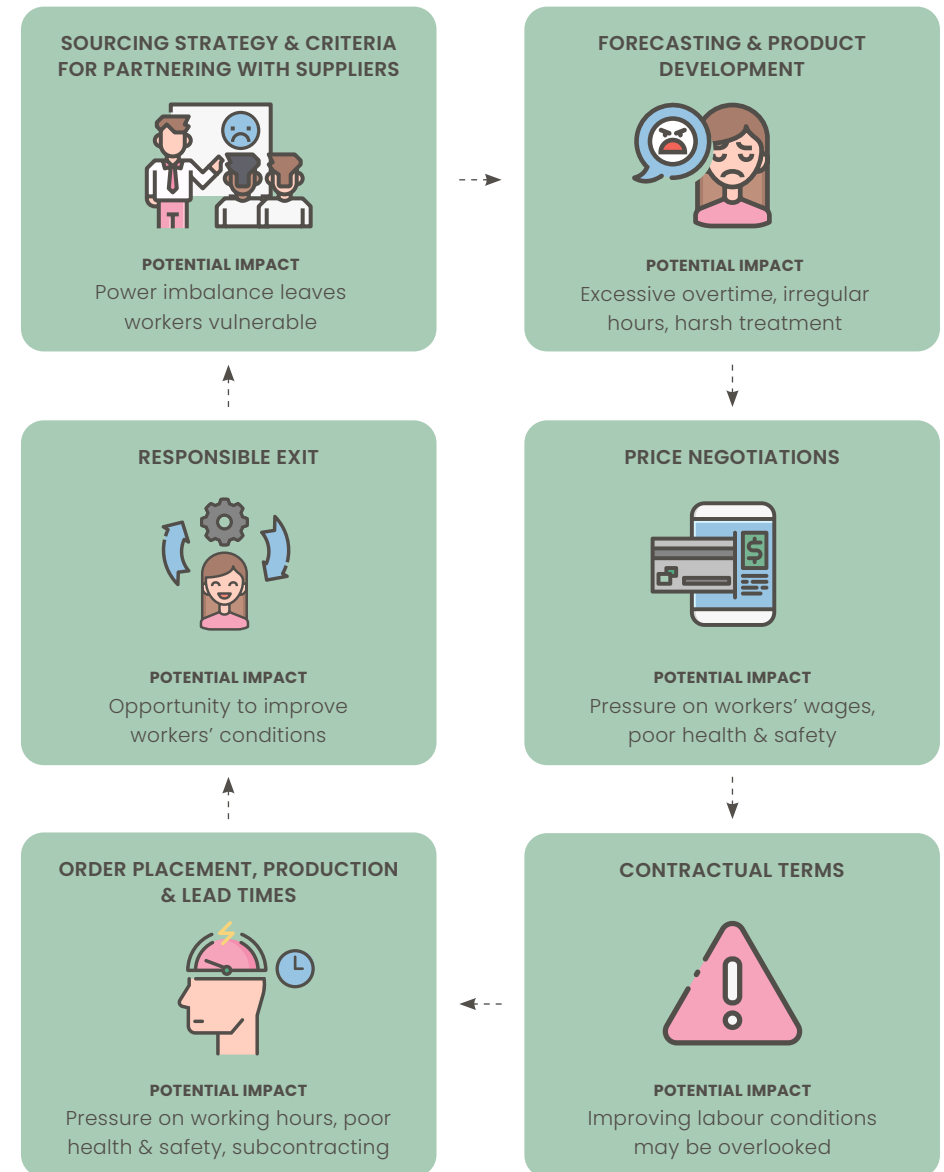 SOURCING STRATEGY & CRITERIA
FOR PARTNERING WITH SUPPLIERS
POTENTIAL IMPACT
Power imbalance leaves
workers vulnerable
FORECASTING & PRODUCT
DEVELOPMENT
POTENTIAL IMPACT
Excessive overtime, irregular
hours, harsh treatment
RESPONSIBLE EXIT
POTENTIAL IMPACT
Opportunity to improve
workers’ conditions
PRICE NEGOTIATIONS
$
POTENTIAL IMPACT
Pressure on workers’ wages,
poor health & safety
ORDER PLACEMENT, PRODUCTION
& LEAD TIMES
POTENTIAL IMPACT
Pressure on working hours, poor
health & safety, subcontracting
CONTRACTUAL TERMS
POTENTIAL IMPACT
Improving labour conditions
may be overlooked